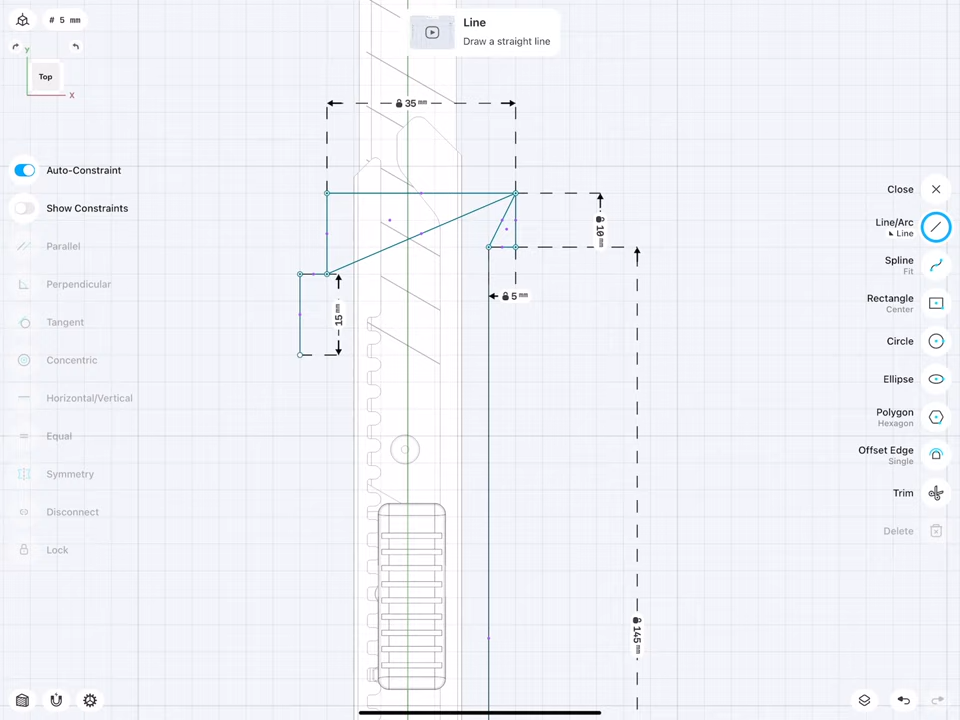 # 5 mm
Line
Draw a straight line
Y
Top
X
35 mm
Auto-Constraint
Show Constraints
Parallel
Perpendicular
Tangent
Concentric
Horizontal/Vertical
Equal
Symmetry
Disconnect
Lock
10 mm
5 mm
15 mm
145 mm
Close
Line/Arc
Line
Spline
Fit
Rectangle
Center
Circle
Ellipse
Polygon
Hexagon
Offset Edge
Single
Trim
Delete